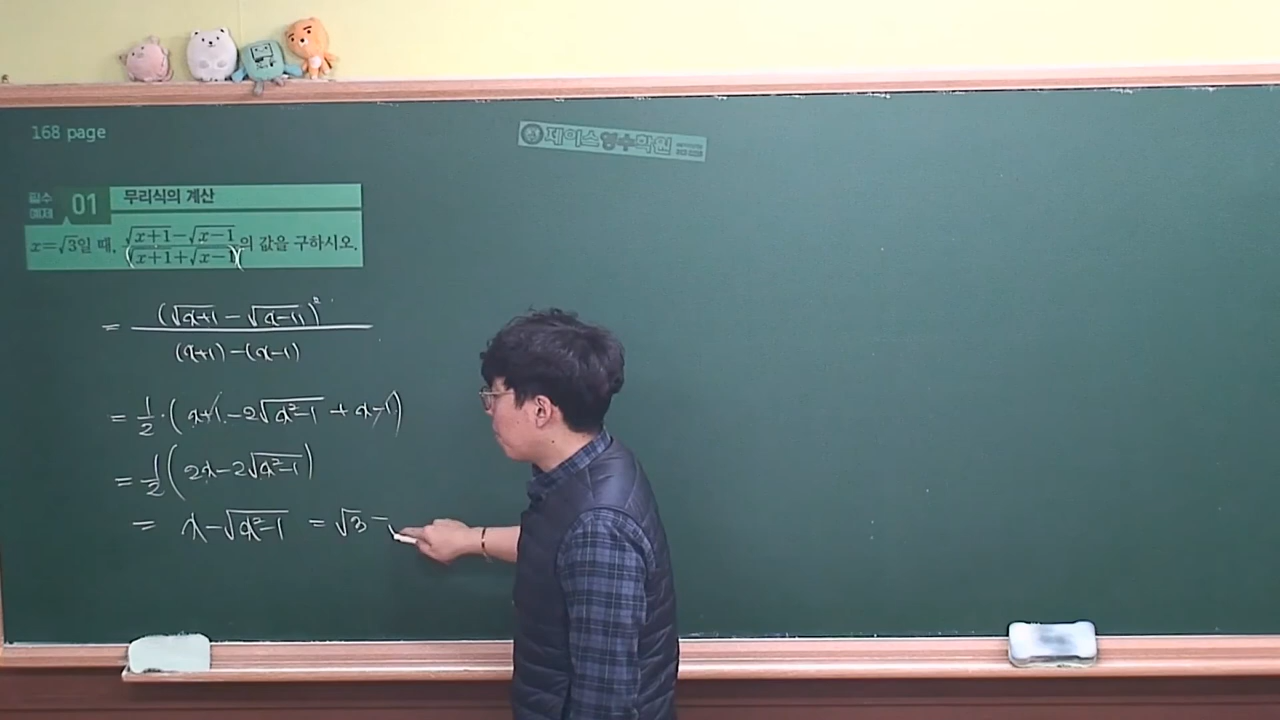 168 page
제이스영수학원
필수 예제 01 무리식의 계산
x=√3일 때, (√(x+1)−√(x−1))/(√(x+1)+√(x−1))의 값을 구하시오.
= (√(x+1) − √(x−1))² / ((x+1)−(x−1))
= 1/2 · (x+1 − 2√(x²−1) + x−1)
= 1/2 (2x − 2√(x²−1))
= x − √(x²−1) = √3 −